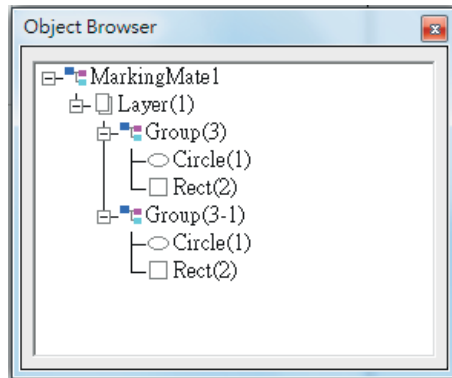 Object Browser
MarkingMate1
Layer(1)
Group(3)
Circle(1)
Rect(2)
Group(3-1)
Circle(1)
Rect(2)